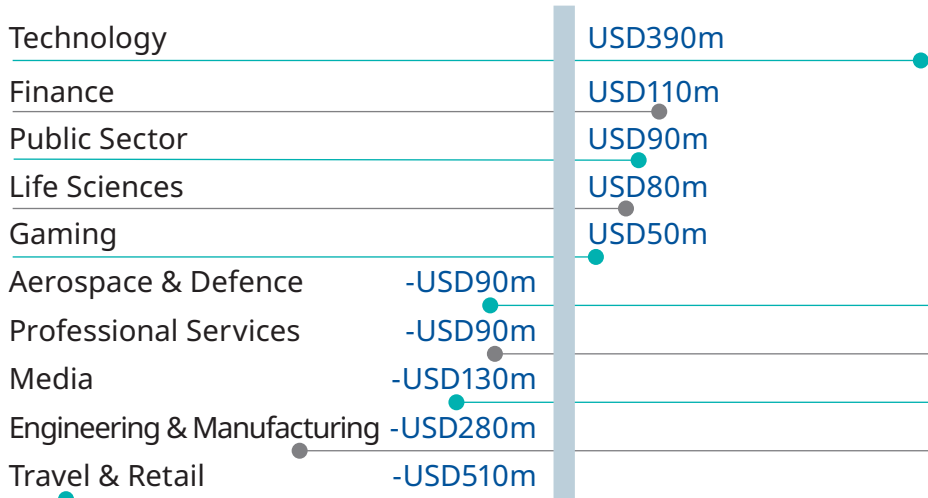 Technology USD390m
Finance USD110m
Public Sector USD90m
Life Sciences USD80m
Gaming USD50m
Aerospace & Defence -USD90m
Professional Services -USD90m
Media -USD130m
Engineering & Manufacturing -USD280m
Travel & Retail -USD510m